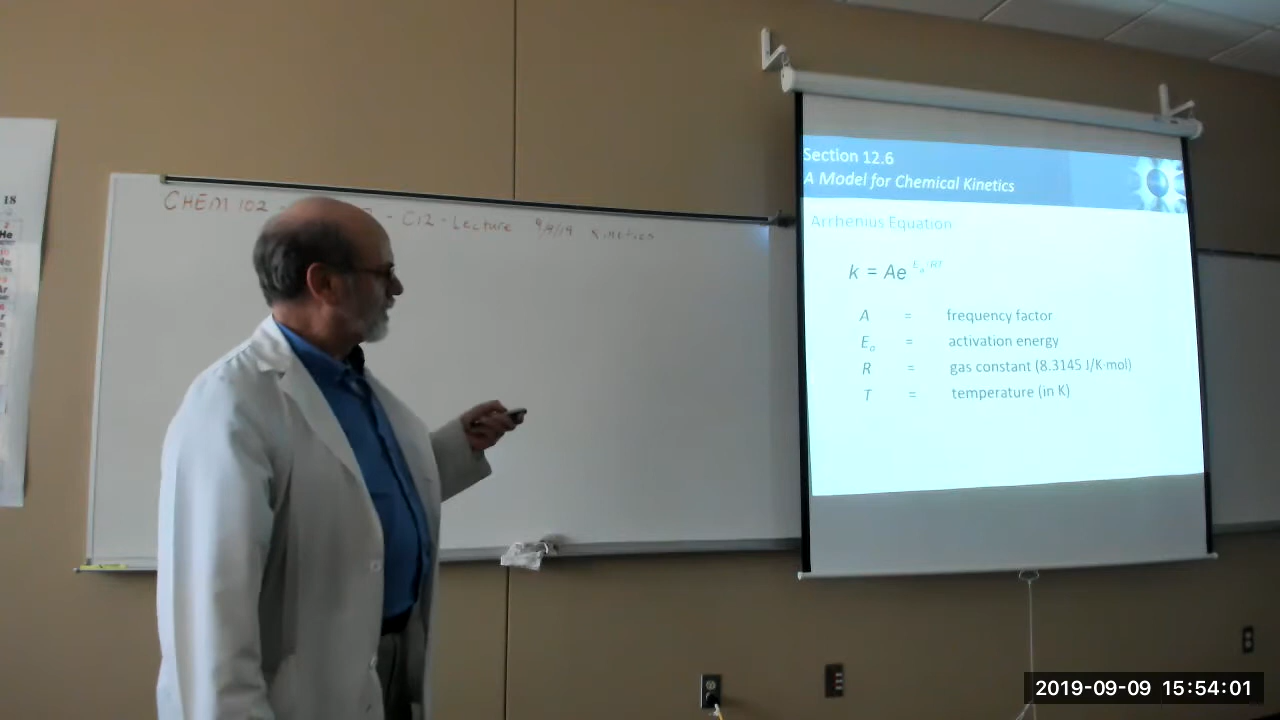 18
He
Ne
Ar
CHEM 102 - C12 - Lecture 9/9/19 Kinetics
Section 12.6
A Model for Chemical Kinetics
Arrhenius Equation
k = Ae
A = frequency factor
Ea = activation energy
R = gas constant (8.3145 J/K·mol)
T = temperature (in K)
2019-09-09 15:54:01